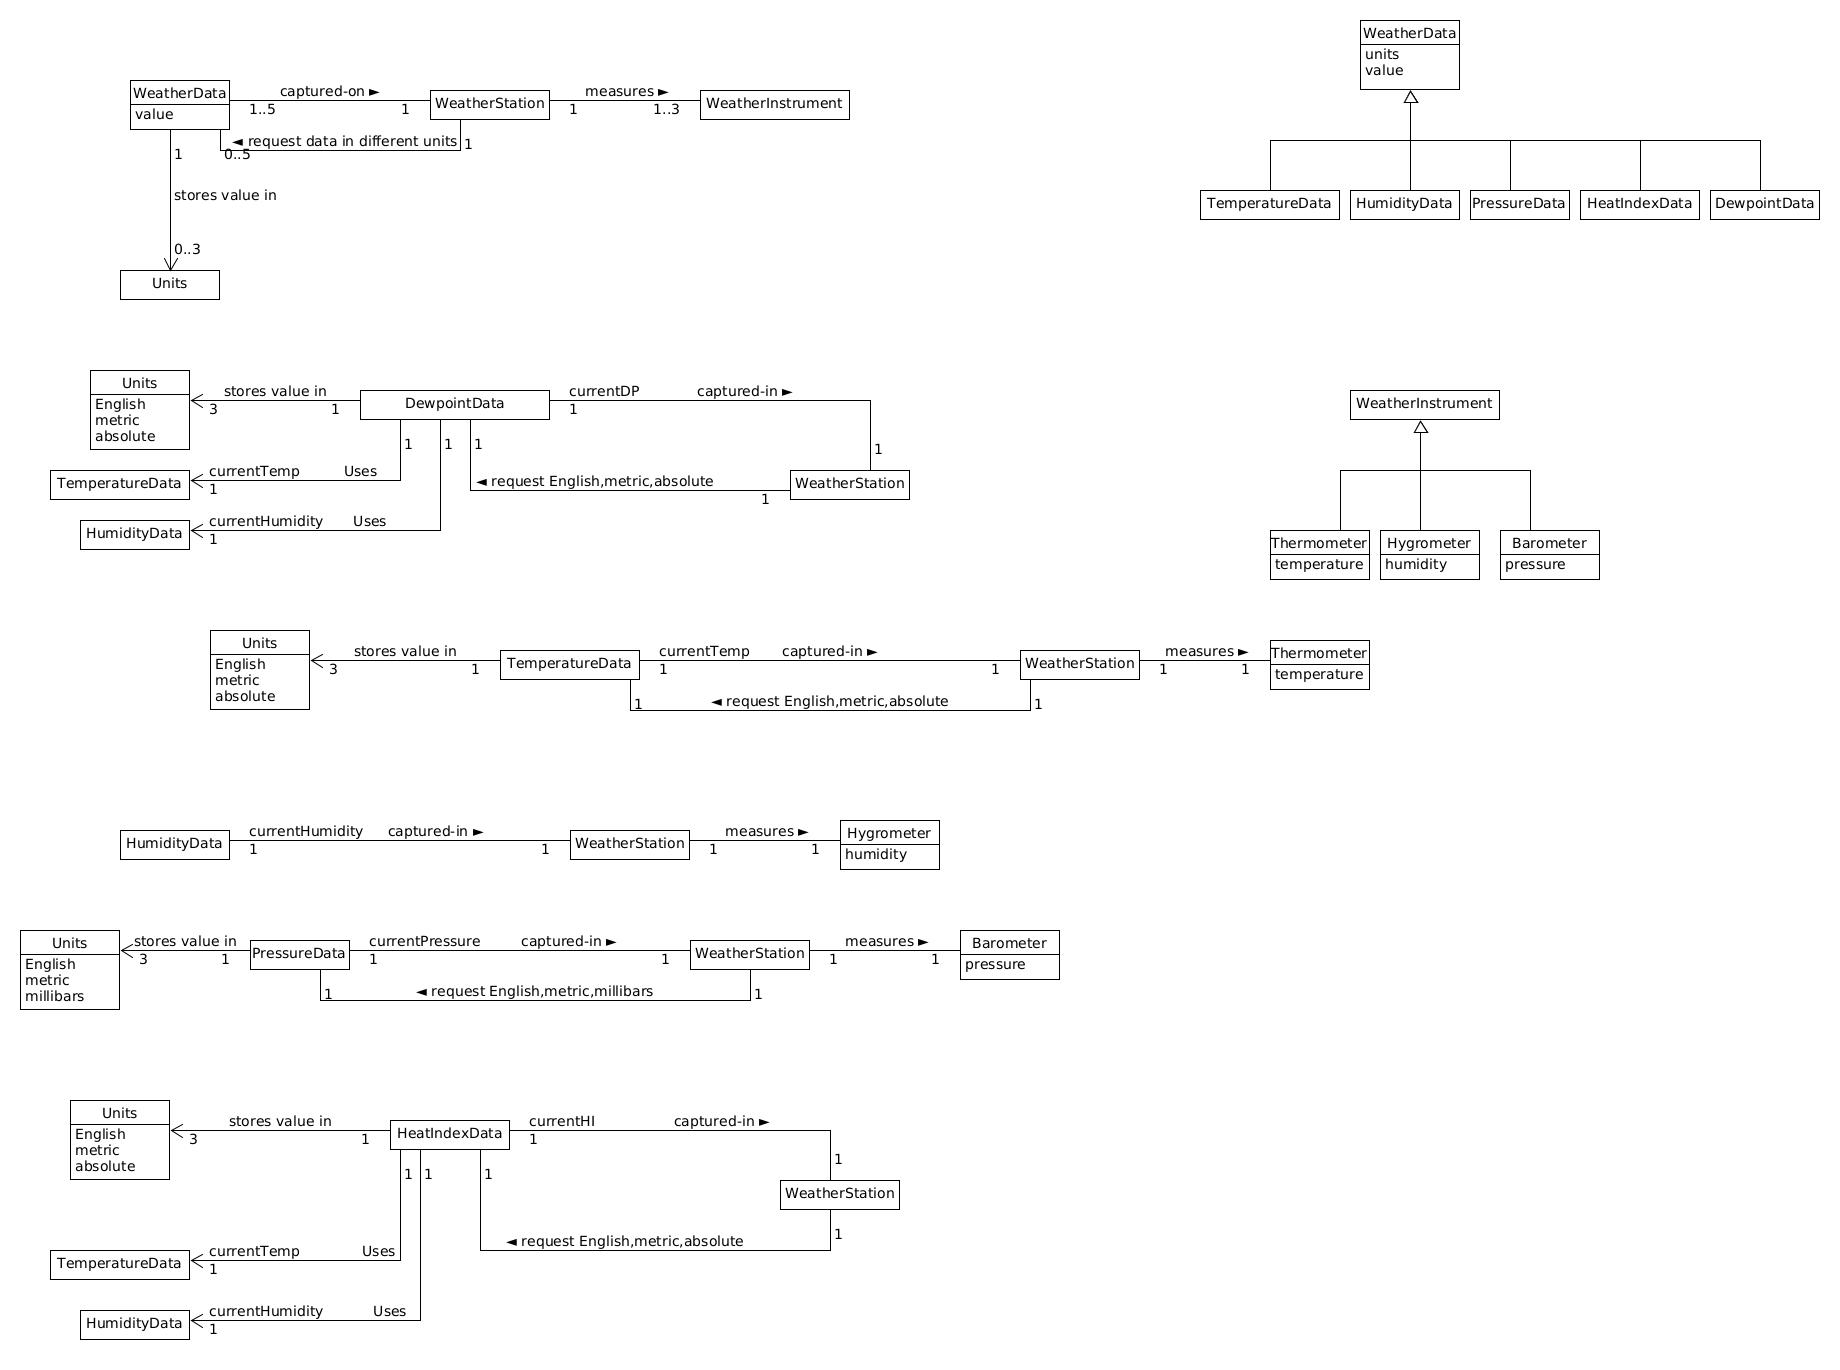 WeatherData
value
captured-on ►
1..5
1
WeatherStation
measures ►
1
1..3
WeatherInstrument
◄ request data in different units
0..5
1
1
stores value in
0..3
Units
WeatherData
units
value
TemperatureData
HumidityData
PressureData
HeatIndexData
DewpointData
Units
English
metric
absolute
stores value in
3
1
DewpointData
currentDP
captured-in ►
1
1
1
1
1
currentTemp
Uses
1
TemperatureData
◄ request English,metric,absolute
1
WeatherStation
currentHumidity
Uses
1
HumidityData
WeatherInstrument
Thermometer
temperature
Hygrometer
humidity
Barometer
pressure
Units
English
metric
absolute
stores value in
3
1
TemperatureData
currentTemp
captured-in ►
1
1
WeatherStation
measures ►
1
1
Thermometer
temperature
◄ request English,metric,absolute
1
1
HumidityData
currentHumidity
captured-in ►
1
1
WeatherStation
measures ►
1
1
Hygrometer
humidity
Units
English
metric
millibars
stores value in
3
1
PressureData
currentPressure
captured-in ►
1
1
WeatherStation
measures ►
1
1
Barometer
pressure
◄ request English,metric,millibars
1
1
Units
English
metric
absolute
stores value in
3
1
HeatIndexData
currentHI
captured-in ►
1
1
1
1
1
WeatherStation
◄ request English,metric,absolute
1
currentTemp
Uses
1
TemperatureData
currentHumidity
Uses
1
HumidityData